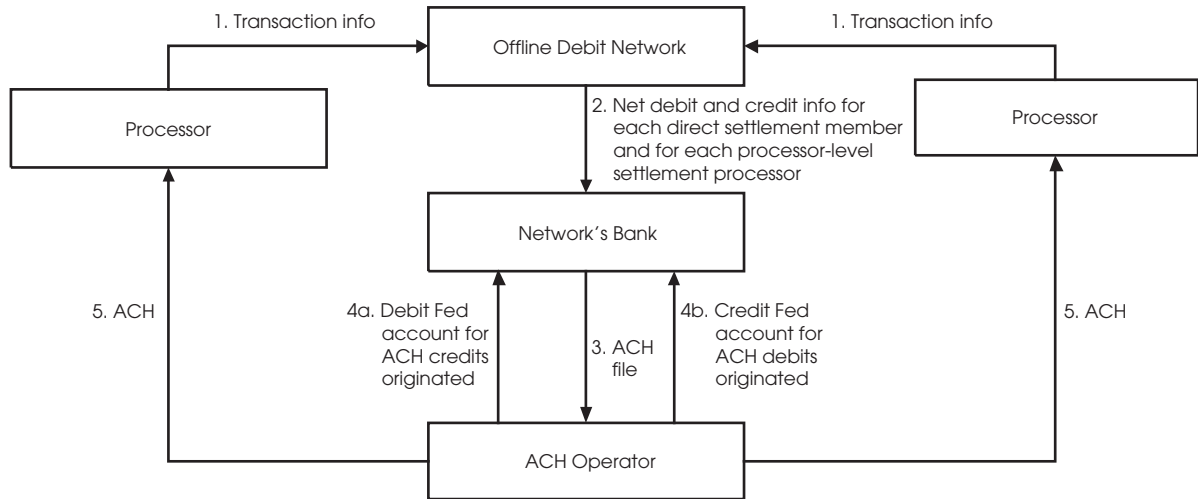 1. Transaction info
1. Transaction info
Offline Debit Network
Processor
2. Net debit and credit info for
each direct settlement member
and for each processor-level
settlement processor
Processor
Network's Bank
5. ACH
4a. Debit Fed
account for
ACH credits
originated
3. ACH
file
4b. Credit Fed
account for
ACH debits
originated
5. ACH
ACH Operator